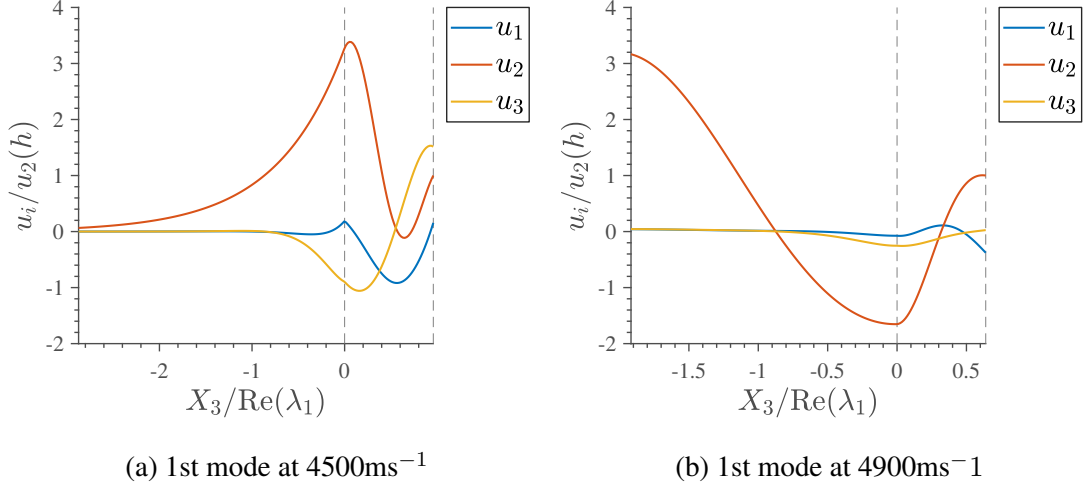 4
3
2
1
0
-1
-2
u_i/u_2(h)
-2
-1
0
X_3/Re(λ_1)
u_1
u_2
u_3
(a) 1st mode at 4500ms⁻¹
4
3
2
1
0
-1
-2
u_i/u_2(h)
-1.5
-1
-0.5
0
0.5
X_3/Re(λ_1)
u_1
u_2
u_3
(b) 1st mode at 4900ms⁻¹